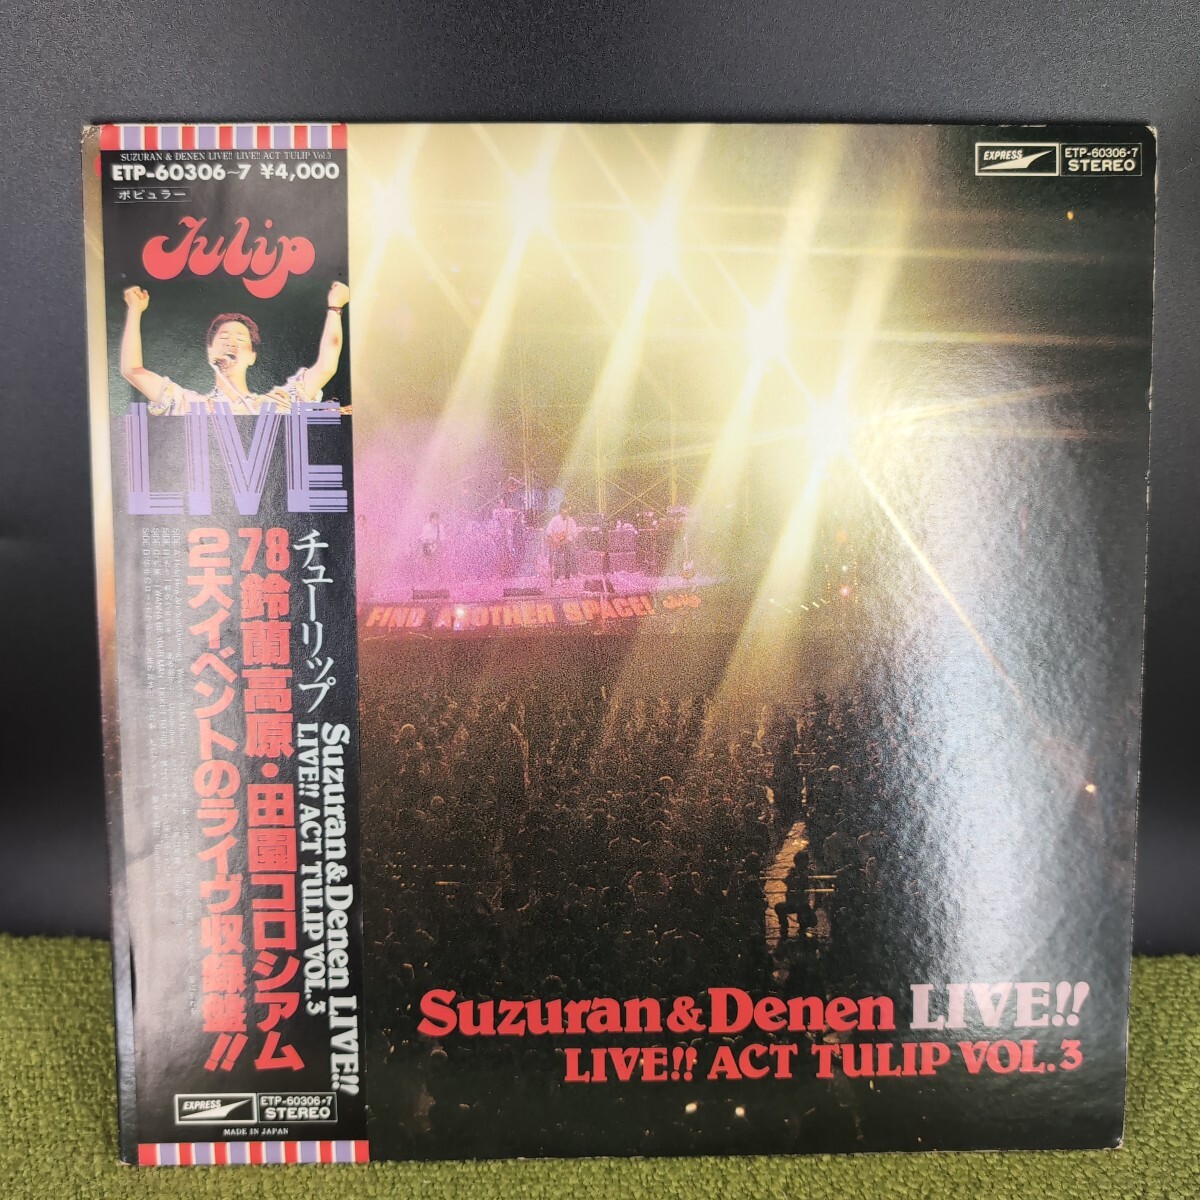 SUZURAN & DENEN LIVE!! LIVE!! ACT TULIP Vol.3
ETP-60306~7 ¥4,000
ポピュラー
Tulip
LIVE
チューリップ
Suzuran&Denen LIVE!!
LIVE!! ACT TULIP VOL.3
78鈴蘭高原・田園コロシアム
2大イベントのライヴ収録盤!!
EXPRESS
ETP-60306・7
STEREO
MADE IN JAPAN
EXPRESS
ETP-60306・7
STEREO
FIND ANOTHER SPACE! Tulip
Suzuran&Denen LIVE!!
LIVE!! ACT TULIP VOL.3